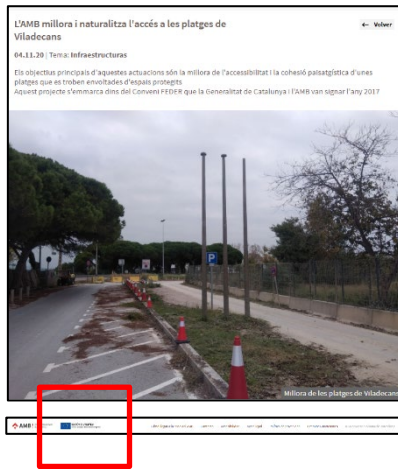 L'AMB millora i naturalitza l'accés a les platges de
Viladecans
← Volver
04.11.20 | Tema: Infraestructuras
Els objectius principals d'aquestes actuacions són la millora de l'accessibilitat i la cohesió paisatgística d'unes
platges que es troben envoltades d'espais protegits
Aquest projecte s'emmarca dins del Conveni FEDER que la Generalitat de Catalunya i l'AMB van signar l'any 2017
P
Millora de les platges de Viladecans
AMB